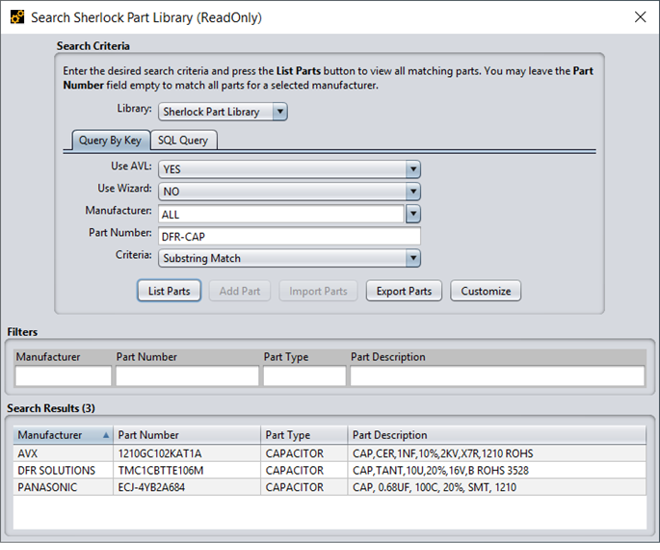 Search Sherlock Part Library (ReadOnly)
Search Criteria
Enter the desired search criteria and press the List Parts button to view all matching parts. You may leave the Part
Number field empty to match all parts for a selected manufacturer.
Library: Sherlock Part Library
Query By Key SQL Query
Use AVL: YES
Use Wizard: NO
Manufacturer: ALL
Part Number: DFR-CAP
Criteria: Substring Match
List Parts Add Part Import Parts Export Parts Customize
Filters
Manufacturer Part Number Part Type Part Description
Search Results (3)
Manufacturer Part Number Part Type Part Description
AVX 1210GC102KAT1A CAPACITOR CAP,CER,1NF,10%,2KV,X7R,1210 ROHS
DFR SOLUTIONS TMC1CBTTE106M CAPACITOR CAP,TANT,10U,20%,16V,B ROHS 3528
PANASONIC ECJ-4YB2A684 CAPACITOR CAP, 0.68UF, 100C, 20%, SMT, 1210